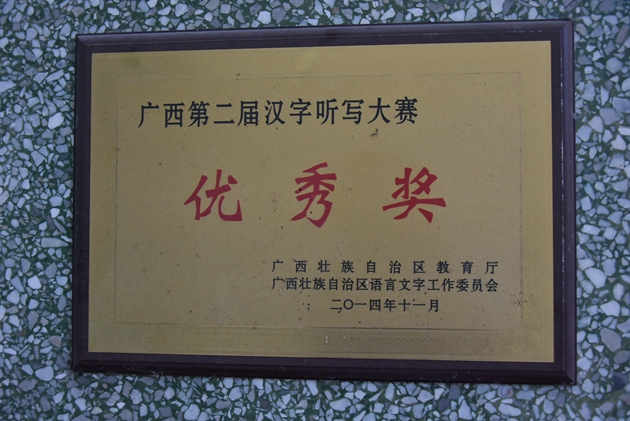 广西第二届汉字听写大赛
优秀奖
广西壮族自治区教育厅
广西壮族自治区语言文字工作委员会
二〇一四年十一月